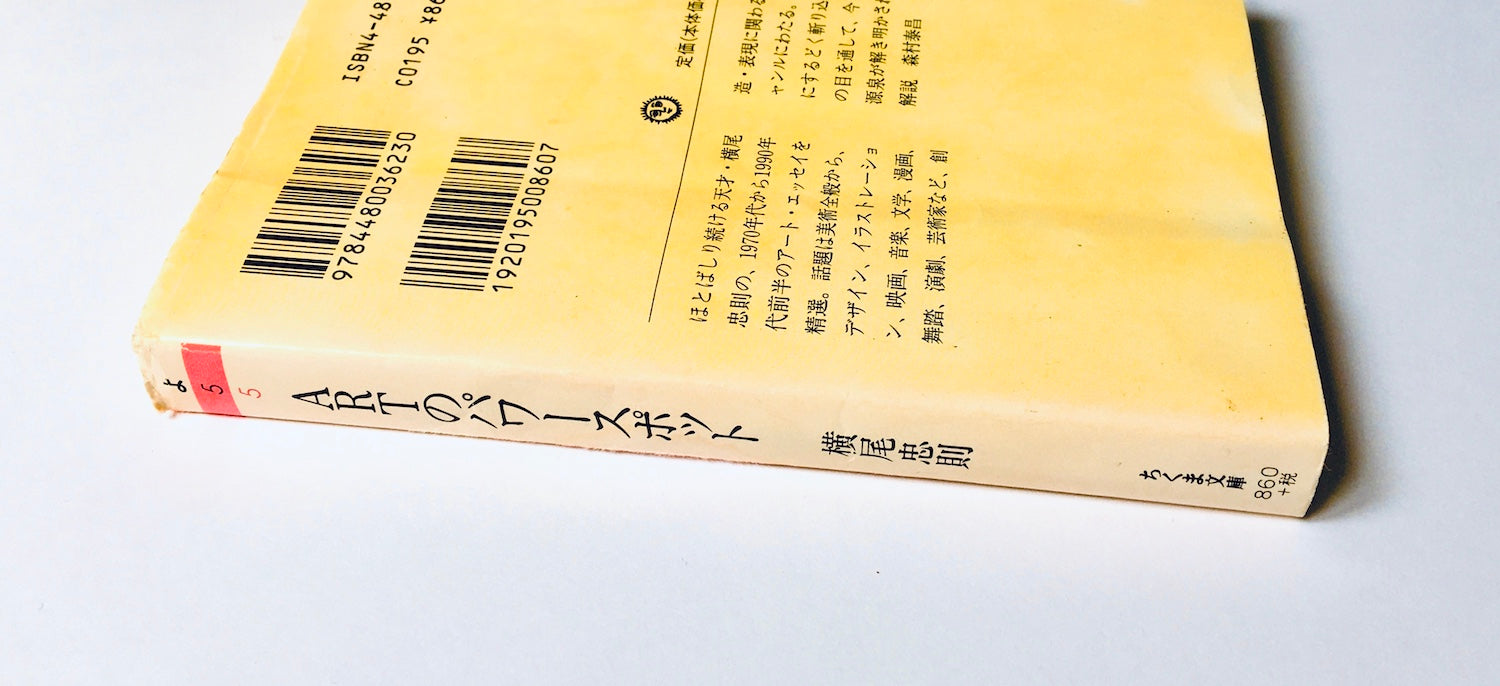 ISBN4-48
C0195 ¥86
9784480036230
1920195008607
定価(本体価
ほとばしり続ける天才・横尾
忠則の、1970年代から1990年
代前半のアート・エッセイを
精選。話題は美術全般から、
デザイン、イラストレーショ
ン、映画、音楽、文学、漫画、
舞踏、演劇、芸術家など、創
造・表現に関わる
ャンルにわたる。
にするどく斬り込
の目を通して、今
源泉が解き明かされ
解説 森村泰昌
よ
5
5
ARTのパワースポット
横尾忠則
ちくま文庫
860
+税